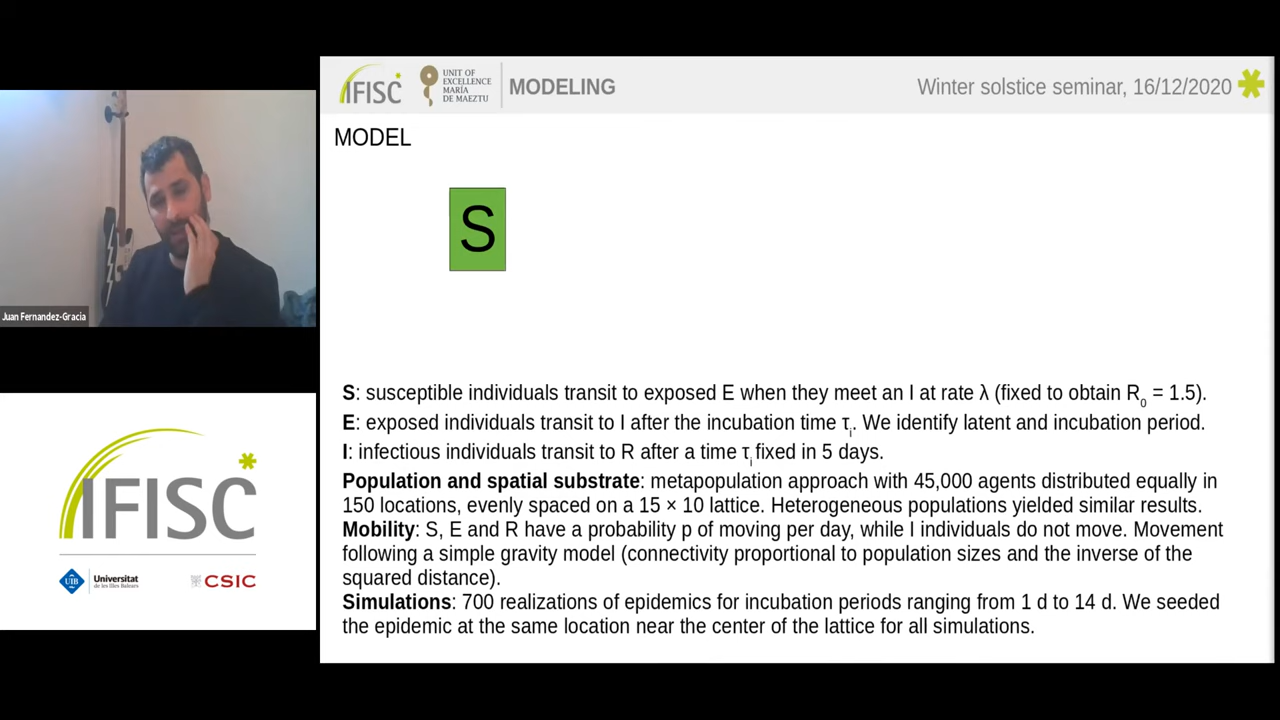 IFISC
UNIT OF
EXCELLENCE
MARÍA
DE MAEZTU
MODELING
Winter solstice seminar, 16/12/2020
MODEL
S
Juan Fernandez-Gracia
S: susceptible individuals transit to exposed E when they meet an I at rate λ (fixed to obtain R₀ = 1.5).
E: exposed individuals transit to I after the incubation time τᵢ. We identify latent and incubation period.
I: infectious individuals transit to R after a time τᵢ fixed in 5 days.
Population and spatial substrate: metapopulation approach with 45,000 agents distributed equally in
150 locations, evenly spaced on a 15 × 10 lattice. Heterogeneous populations yielded similar results.
Mobility: S, E and R have a probability p of moving per day, while I individuals do not move. Movement
following a simple gravity model (connectivity proportional to population sizes and the inverse of the
squared distance).
Simulations: 700 realizations of epidemics for incubation periods ranging from 1 d to 14 d. We seeded
the epidemic at the same location near the center of the lattice for all simulations.
IFISC
UIB
Universitat
de les Illes Balears
CSIC